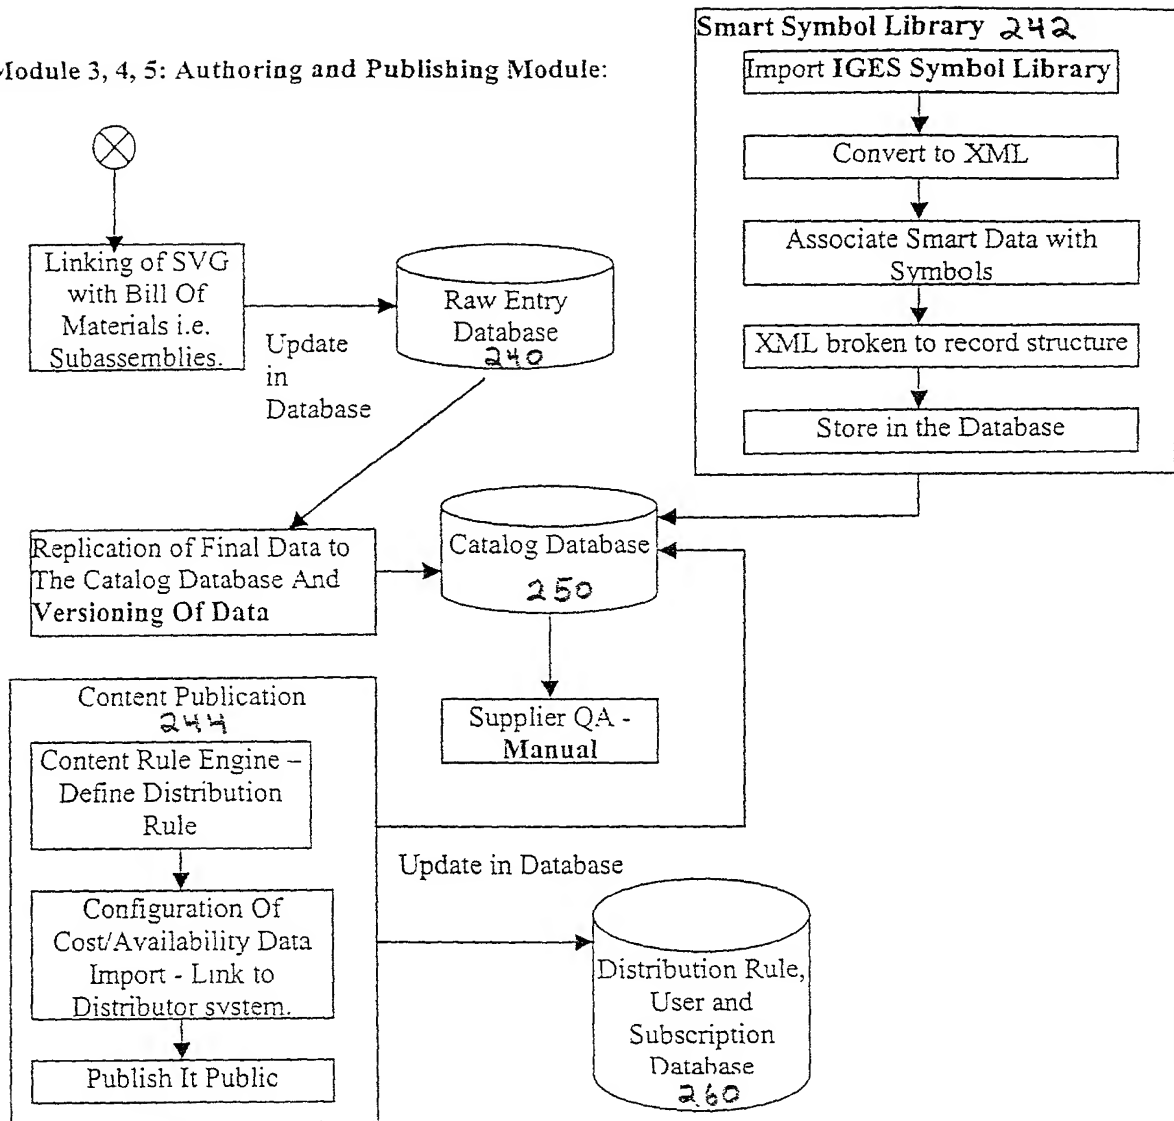 Module 3, 4, 5: Authoring and Publishing Module:
Smart Symbol Library 242
Import IGES Symbol Library
Convert to XML
Associate Smart Data with
Symbols
XML broken to record structure
Store in the Database
Linking of SVG
with Bill Of
Materials i.e.
Subassemblies.
Update
in
Database
Raw Entry
Database
240
Replication of Final Data to
The Catalog Database And
Versioning Of Data
Catalog Database
250
Supplier QA -
Manual
Content Publication
244
Content Rule Engine –
Define Distribution
Rule
Configuration Of
Cost/Availability Data
Import - Link to
Distributor system.
Publish It Public
Update in Database
Distribution Rule,
User and
Subscription
Database
260